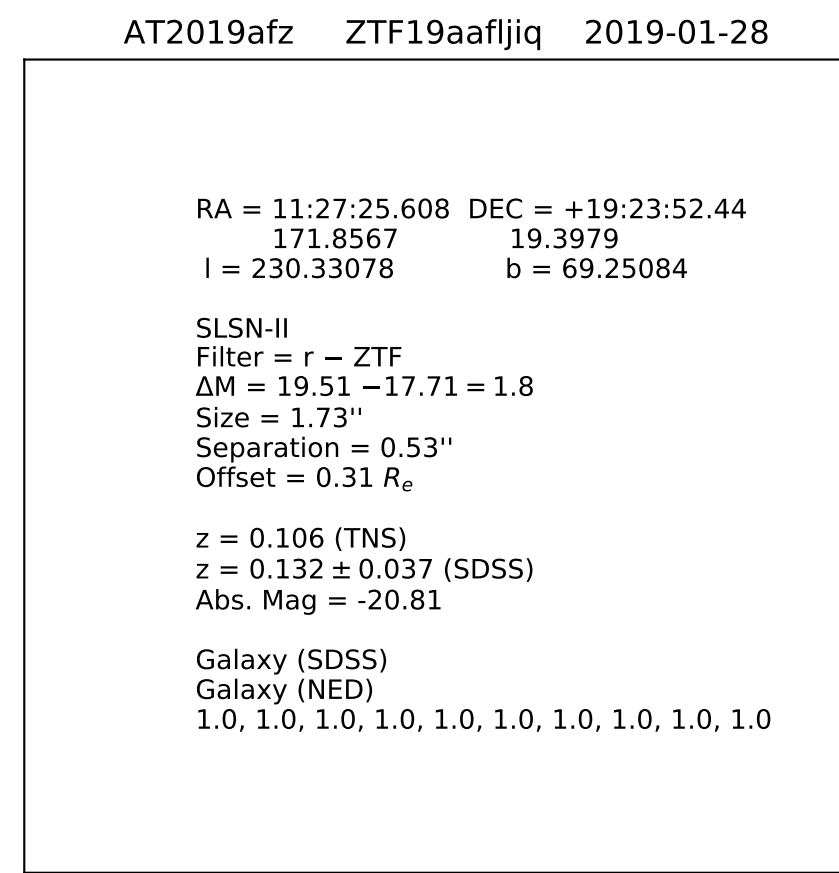 AT2019afz ZTF19aafljiq 2019-01-28
RA = 11:27:25.608 DEC = +19:23:52.44
171.8567 19.3979
l = 230.33078 b = 69.25084
SLSN-II
Filter = r − ZTF
ΔM = 19.51 −17.71 = 1.8
Size = 1.73''
Separation = 0.53''
Offset = 0.31 Re
z = 0.106 (TNS)
z = 0.132 ± 0.037 (SDSS)
Abs. Mag = -20.81
Galaxy (SDSS)
Galaxy (NED)
1.0, 1.0, 1.0, 1.0, 1.0, 1.0, 1.0, 1.0, 1.0, 1.0